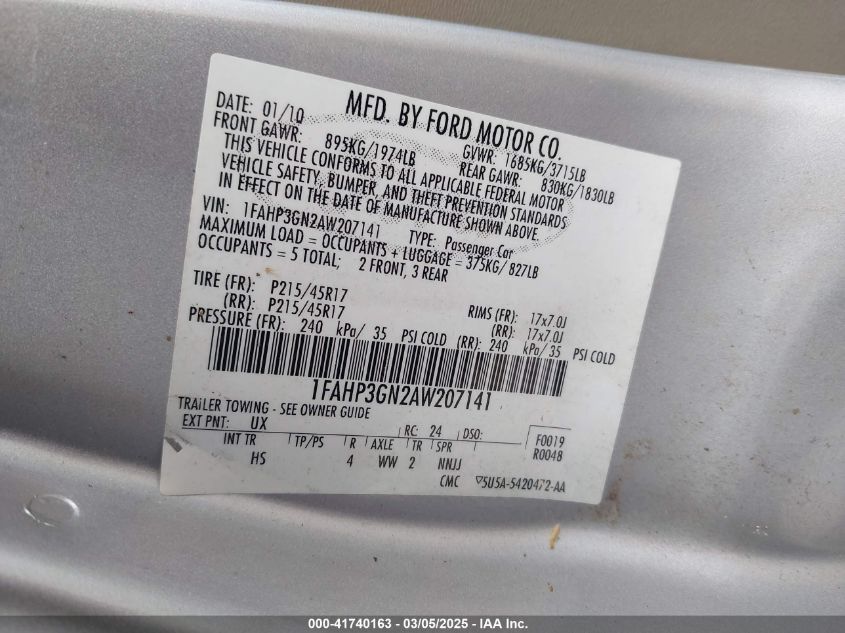 MFD. BY FORD MOTOR CO.
DATE: 01/10 GVWR: 1685KG/3715LB
FRONT GAWR: 895KG/1974LB REAR GAWR: 830KG/1830LB
THIS VEHICLE CONFORMS TO ALL APPLICABLE FEDERAL MOTOR
VEHICLE SAFETY, BUMPER, AND THEFT PREVENTION STANDARDS
IN EFFECT ON THE DATE OF MANUFACTURE SHOWN ABOVE.
VIN: 1FAHP3GN2AW207141 TYPE: Passenger Car
MAXIMUM LOAD = OCCUPANTS + LUGGAGE = 375KG/827LB
OCCUPANTS = 5 TOTAL; 2 FRONT, 3 REAR
TIRE (FR): P215/45R17 RIMS (FR): 17x7.0J
(RR): P215/45R17 (RR): 17x7.0J
PRESSURE (FR): 240 kPa/ 35 PSI COLD (RR): 240 kPa/ 35 PSI COLD
1FAHP3GN2AW207141
TRAILER TOWING - SEE OWNER GUIDE
EXT PNT: UX RC: 24 DSO: F0019
INT TR TP/PS R AXLE TR SPR R0048
HS 4 WW 2 NNJJ
CMC ▽5U5A-5420472-AA
000-41740163 - 03/05/2025 - IAA Inc.